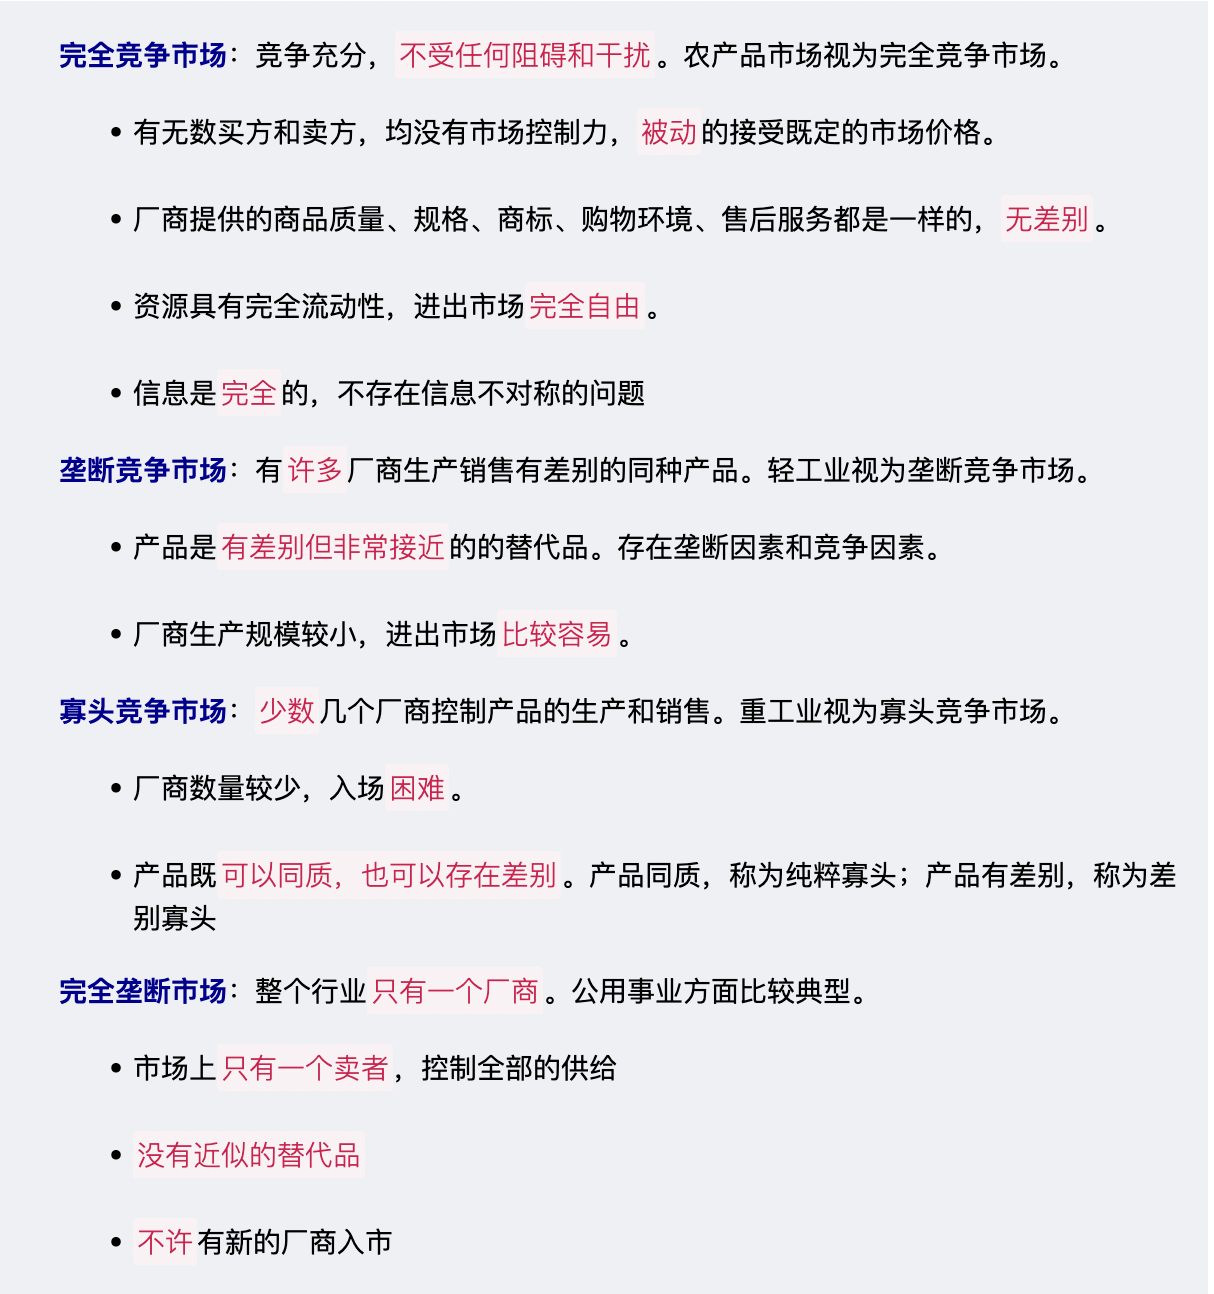 完全竞争市场：竞争充分，不受任何阻碍和干扰。农产品市场视为完全竞争市场。
• 有无数买方和卖方，均没有市场控制力，被动的接受既定的市场价格。
• 厂商提供的商品质量、规格、商标、购物环境、售后服务都是一样的，无差别。
• 资源具有完全流动性，进出市场完全自由。
• 信息是完全的，不存在信息不对称的问题
垄断竞争市场：有许多厂商生产销售有差别的同种产品。轻工业视为垄断竞争市场。
• 产品是有差别但非常接近的的替代品。存在垄断因素和竞争因素。
• 厂商生产规模较小，进出市场比较容易。
寡头竞争市场：少数几个厂商控制产品的生产和销售。重工业视为寡头竞争市场。
• 厂商数量较少，入场困难。
• 产品既可以同质，也可以存在差别。产品同质，称为纯粹寡头；产品有差别，称为差
别寡头
完全垄断市场：整个行业只有一个厂商。公用事业方面比较典型。
• 市场上只有一个卖者，控制全部的供给
• 没有近似的替代品
• 不许有新的厂商入市